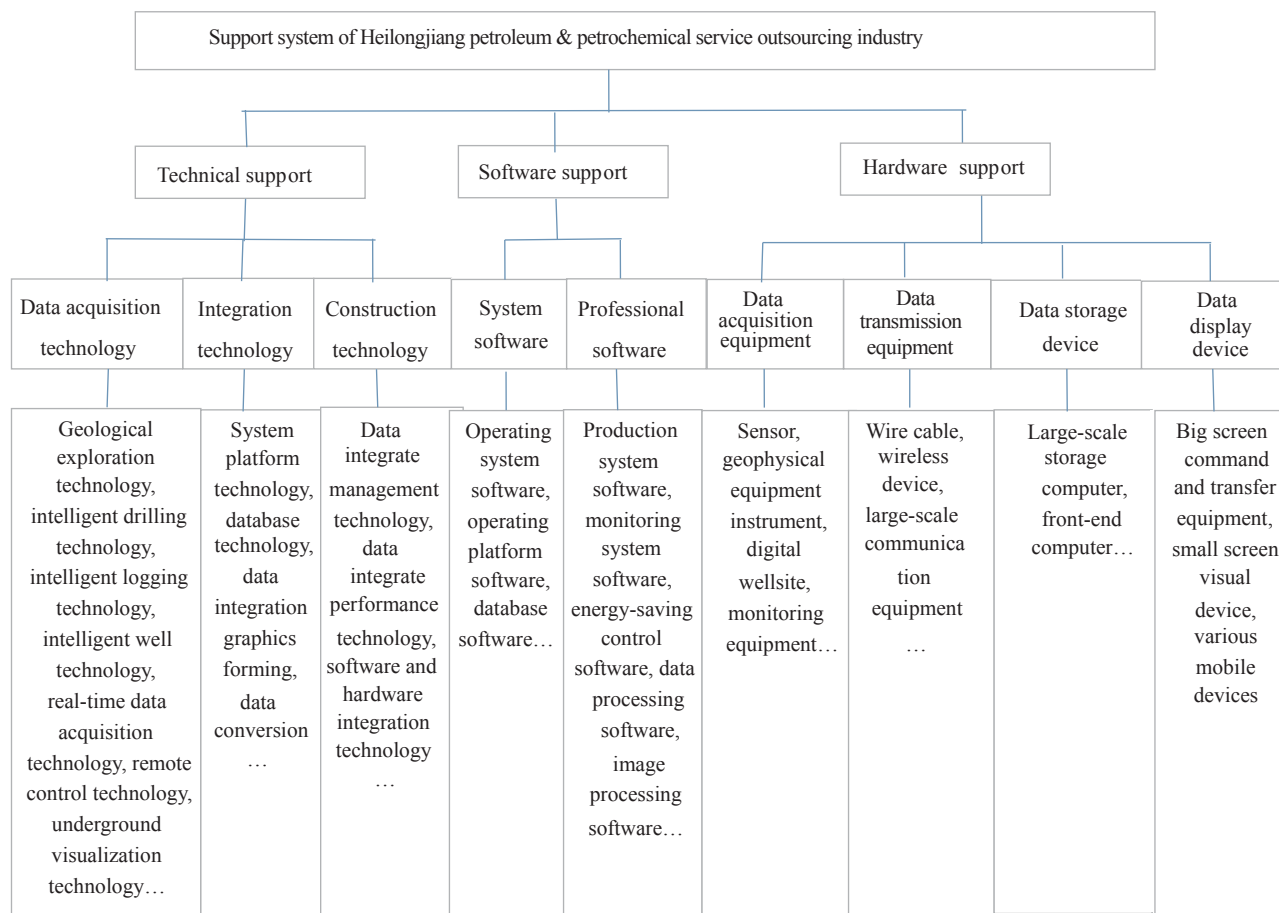 Support system of Heilongjiang petroleum & petrochemical service outsourcing industry
Technical support
Software support
Hardware support
Data acquisition
technology
Integration
technology
Construction
technology
System
software
Professional
software
Data
acquisition
equipment
Data
transmission
equipment
Data storage
device
Data
display
device
Geological
exploration
technology,
intelligent drilling
technology,
intelligent logging
technology,
intelligent well
technology,
real-time data
acquisition
technology, remote
control technology,
underground
visualization
technology…
System
platform
technology,
database
technology,
data
integration
graphics
forming,
data
conversion
…
Data
integrate
management
technology,
data
integrate
performance
technology,
software and
hardware
integration
technology
…
Operating
system
software,
operating
platform
software,
database
software…
Production
system
software,
monitoring
system
software,
energy-saving
control
software, data
processing
software,
image
processing
software…
Sensor,
geophysical
equipment
instrument,
digital
wellsite,
monitoring
equipment…
Wire cable,
wireless
device,
large-scale
communica
tion
equipment
…
Large-scale
storage
computer,
front-end
computer…
Big screen
command
and transfer
equipment,
small screen
visual
device,
various
mobile
devices